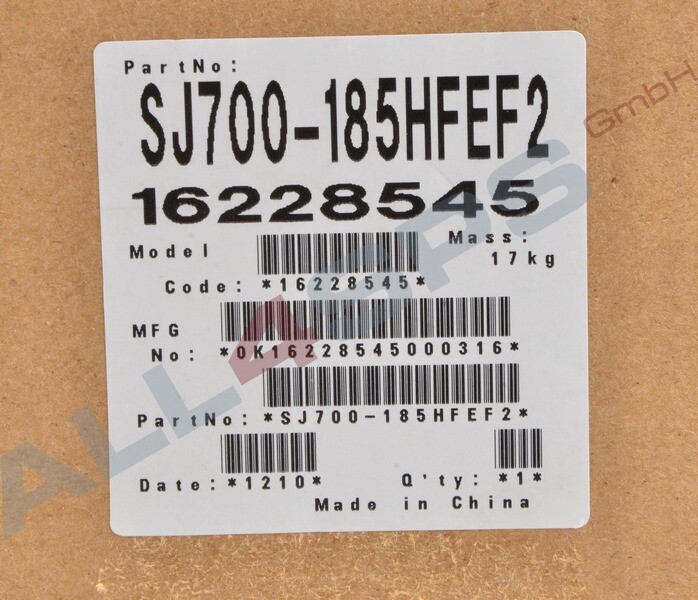 PartNo:
SJ700-185HFEF2
16228545
Model Mass:
17kg
Code: *16228545*
MFG
No: *0K16228545000316*
PartNo: *SJ700-185HFEF2*
Date: *1210* Q'ty: *1*
Made in China
ALL4SPS GmbH